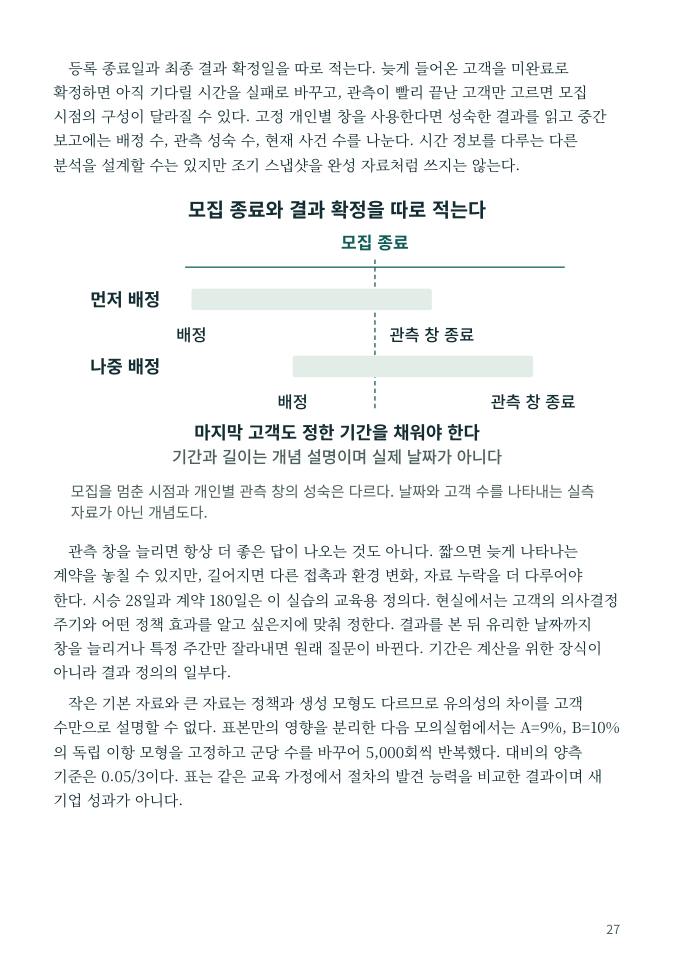 등록 종료일과 최종 결과 확정일을 따로 적는다. 늦게 들어온 고객을 미완료로
확정하면 아직 기다릴 시간을 실패로 바꾸고, 관측이 빨리 끝난 고객만 고르면 모집
시점의 구성이 달라질 수 있다. 고정 개인별 창을 사용한다면 성숙한 결과를 읽고 중간
보고에는 배정 수, 관측 성숙 수, 현재 사건 수를 나눈다. 시간 정보를 다루는 다른
분석을 설계할 수는 있지만 조기 스냅샷을 완성 자료처럼 쓰지는 않는다.
모집 종료와 결과 확정을 따로 적는다
모집 종료
먼저 배정
배정
관측 창 종료
나중 배정
배정
관측 창 종료
마지막 고객도 정한 기간을 채워야 한다
기간과 길이는 개념 설명이며 실제 날짜가 아니다
모집을 멈춘 시점과 개인별 관측 창의 성숙은 다르다. 날짜와 고객 수를 나타내는 실측
자료가 아닌 개념도다.
관측 창을 늘리면 항상 더 좋은 답이 나오는 것도 아니다. 짧으면 늦게 나타나는
계약을 놓칠 수 있지만, 길어지면 다른 접촉과 환경 변화, 자료 누락을 더 다루어야
한다. 시승 28일과 계약 180일은 이 실습의 교육용 정의다. 현실에서는 고객의 의사결정
주기와 어떤 정책 효과를 알고 싶은지에 맞춰 정한다. 결과를 본 뒤 유리한 날짜까지
창을 늘리거나 특정 주간만 잘라내면 원래 질문이 바뀐다. 기간은 계산을 위한 장식이
아니라 결과 정의의 일부다.
작은 기본 자료와 큰 자료는 정책과 생성 모형도 다르므로 유의성의 차이를 고객
수만으로 설명할 수 없다. 표본만의 영향을 분리한 다음 모의실험에서는 A=9%, B=10%
의 독립 이항 모형을 고정하고 군당 수를 바꾸어 5,000회씩 반복했다. 대비의 양측
기준은 0.05/3이다. 표는 같은 교육 가정에서 절차의 발견 능력을 비교한 결과이며 새
기업 성과가 아니다.
27